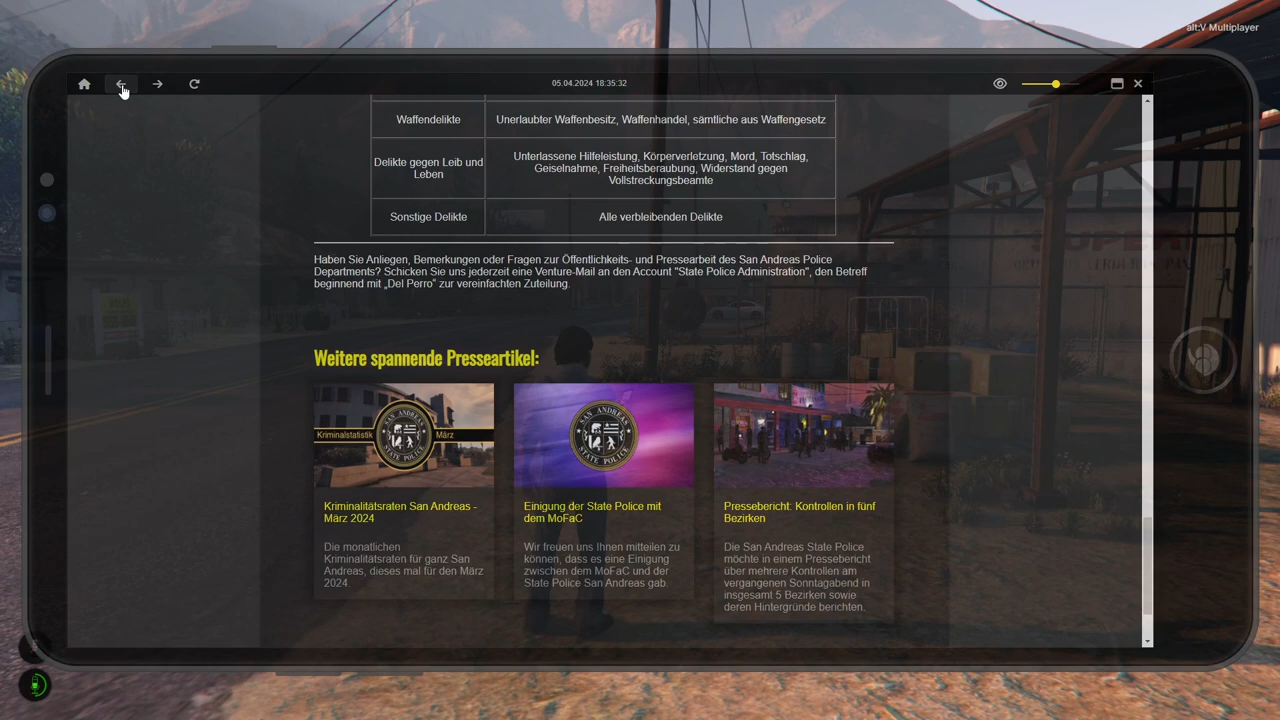 alt:V Multiplayer
05.04.2024 18:35:32
Waffendelikte
Unerlaubter Waffenbesitz, Waffenhandel, sämtliche aus Waffengesetz
Delikte gegen Leib und
Leben
Unterlassene Hilfeleistung, Körperverletzung, Mord, Totschlag,
Geiselnahme, Freiheitsberaubung, Widerstand gegen
Vollstreckungsbeamte
Sonstige Delikte
Alle verbleibenden Delikte
Haben Sie Anliegen, Bemerkungen oder Fragen zur Öffentlichkeits- und Pressearbeit des San Andreas Police
Departments? Schicken Sie uns jederzeit eine Venture-Mail an den Account "State Police Administration", den Betreff
beginnend mit „Del Perro“ zur vereinfachten Zuteilung.
Weitere spannende Presseartikel:
Kriminalstatistik
SAN ANDREAS
STATE POLICE
März
SAN ANDREAS
STATE POLICE
Kriminalitätsraten San Andreas -
März 2024
Die monatlichen
Kriminalitätsraten für ganz San
Andreas, dieses mal für den März
2024
Einigung der State Police mit
dem MoFaC
Wir freuen uns Ihnen mitteilen zu
können, dass es eine Einigung
zwischen dem MoFaC und der
State Police San Andreas gab.
Pressebericht: Kontrollen in fünf
Bezirken
Die San Andreas State Police
möchte in einem Pressebericht
über mehrere Kontrollen am
vergangenen Sonntagabend in
insgesamt 5 Bezirken sowie
deren Hintergründe berichten.